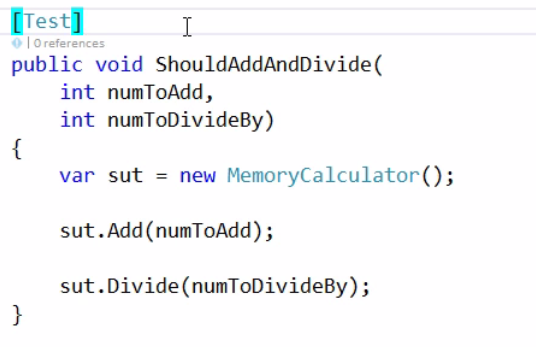 [Test]
| 0 references
public void ShouldAddAndDivide(
int numToAdd,
int numToDivideBy)
{
var sut = new MemoryCalculator();
sut.Add(numToAdd);
sut.Divide(numToDivideBy);
}